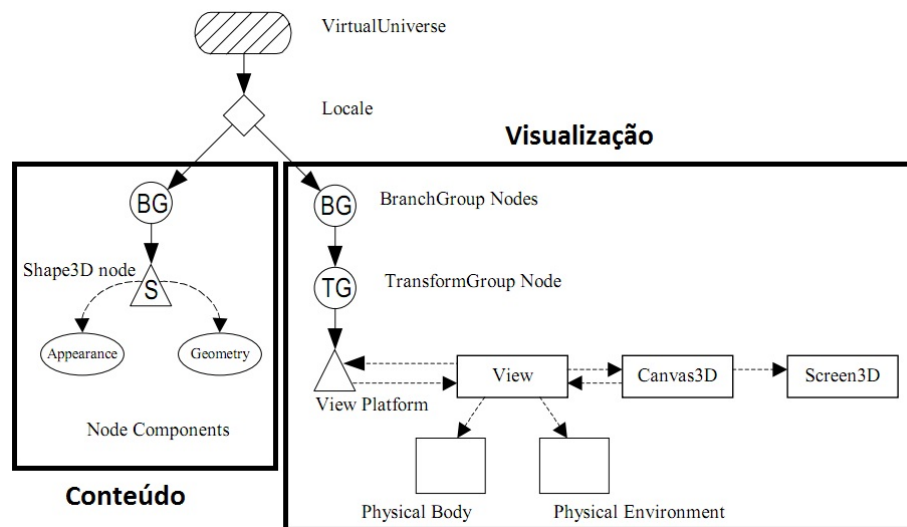 VirtualUniverse
Locale
Visualização
BG
BG
BranchGroup Nodes
Shape3D node
S
TG
TransformGroup Node
Appearance
Geometry
View
Canvas3D
Screen3D
View Platform
Node Components
Conteúdo
Physical Body
Physical Environment